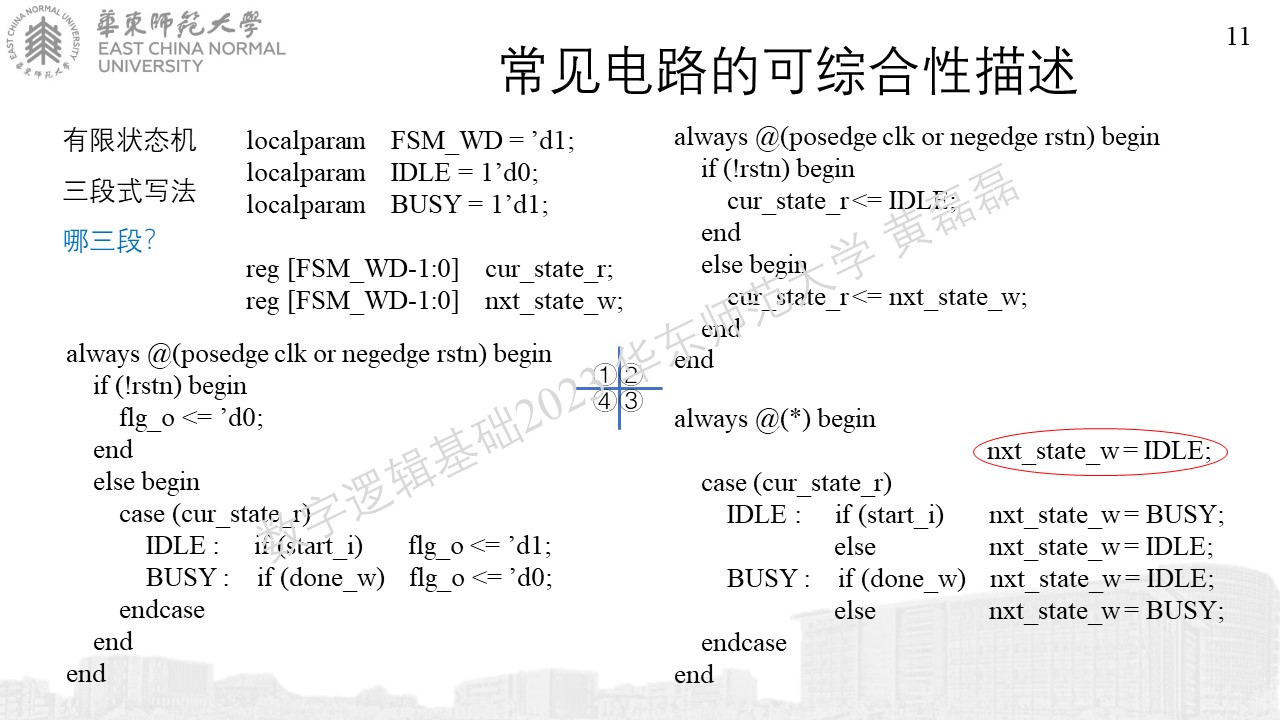 華東師範大學
EAST CHINA NORMAL
UNIVERSITY
EAST CHINA NORMAL UNIVERSITY
華東师范大学
11
常见电路的可综合性描述
有限状态机
三段式写法
哪三段？
localparam FSM_WD = ’d1;
localparam IDLE = 1’d0;
localparam BUSY = 1’d1;
reg [FSM_WD-1:0] cur_state_r;
reg [FSM_WD-1:0] nxt_state_w;
always @(posedge clk or negedge rstn) begin
if (!rstn) begin
cur_state_r <= IDLE;
end
else begin
cur_state_r <= nxt_state_w;
end
end
①②
④③
always @(*) begin
nxt_state_w = IDLE;
case (cur_state_r)
IDLE : if (start_i) nxt_state_w = BUSY;
else nxt_state_w = IDLE;
BUSY : if (done_w) nxt_state_w = IDLE;
else nxt_state_w = BUSY;
endcase
end
always @(posedge clk or negedge rstn) begin
if (!rstn) begin
flg_o <= ’d0;
end
else begin
case (cur_state_r)
IDLE : if (start_i) flg_o <= ’d1;
BUSY : if (done_w) flg_o <= ’d0;
endcase
end
end
数字逻辑基础2023 华东师范大学 黄磊磊